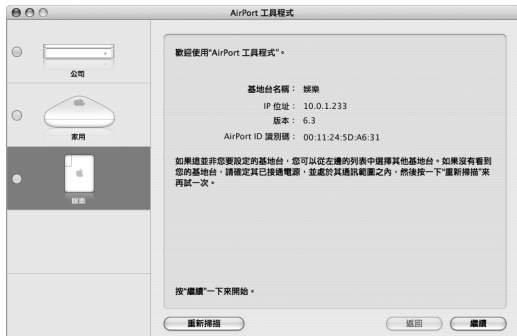 AirPort 工具程式
公司
家用
娛樂
歡迎使用"AirPort 工具程式"。
基地台名稱： 娛樂
IP 位址： 10.0.1.233
版本： 6.3
AirPort ID 識別碼： 00:11:24:5D:A6:31
如果這並非您要設定的基地台，您可以從左邊的列表中選擇其他基地台。如果沒有看到
您的基地台，請確定其已接通電源，並處於其通訊範圍之內，然後按一下"重新掃描"來
再試一次。
按"繼續"一下來開始。
重新掃描
返回
繼續